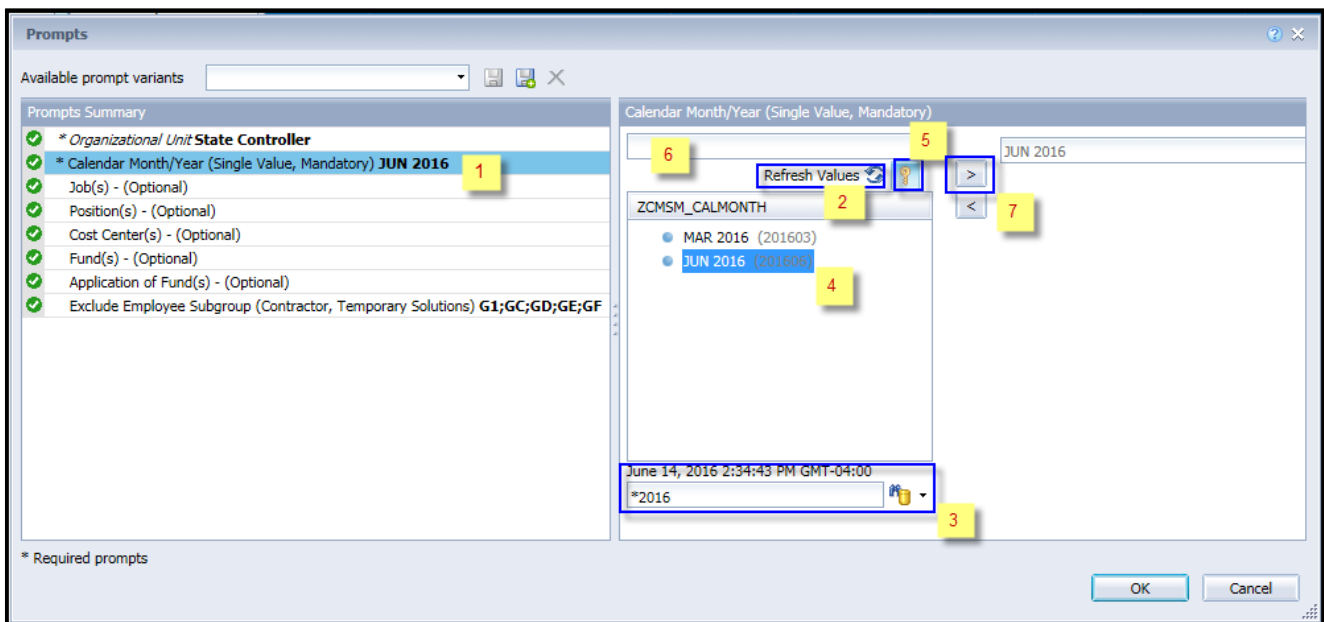 Prompts
Available prompt variants
Prompts Summary
* Organizational Unit State Controller
* Calendar Month/Year (Single Value, Mandatory) JUN 2016
1
Job(s) - (Optional)
Position(s) - (Optional)
Cost Center(s) - (Optional)
Fund(s) - (Optional)
Application of Fund(s) - (Optional)
Exclude Employee Subgroup (Contractor, Temporary Solutions) G1;GC;GD;GE;GF
Calendar Month/Year (Single Value, Mandatory)
6
5
JUN 2016
Refresh Values
>
2
ZCMSM_CALMONTH
<
7
MAR 2016 (201603)
JUN 2016 (201606)
4
June 14, 2016 2:34:43 PM GMT-04:00
*2016
3
* Required prompts
OK
Cancel